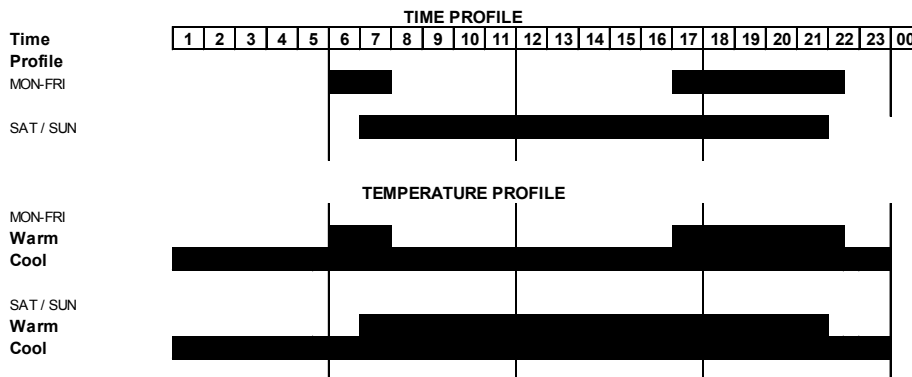 TIME PROFILE
Time 1 2 3 4 5 6 7 8 9 10 11 12 13 14 15 16 17 18 19 20 21 22 23 00
Profile
MON-FRI
SAT / SUN
TEMPERATURE PROFILE
MON-FRI
Warm
Cool
SAT / SUN
Warm
Cool